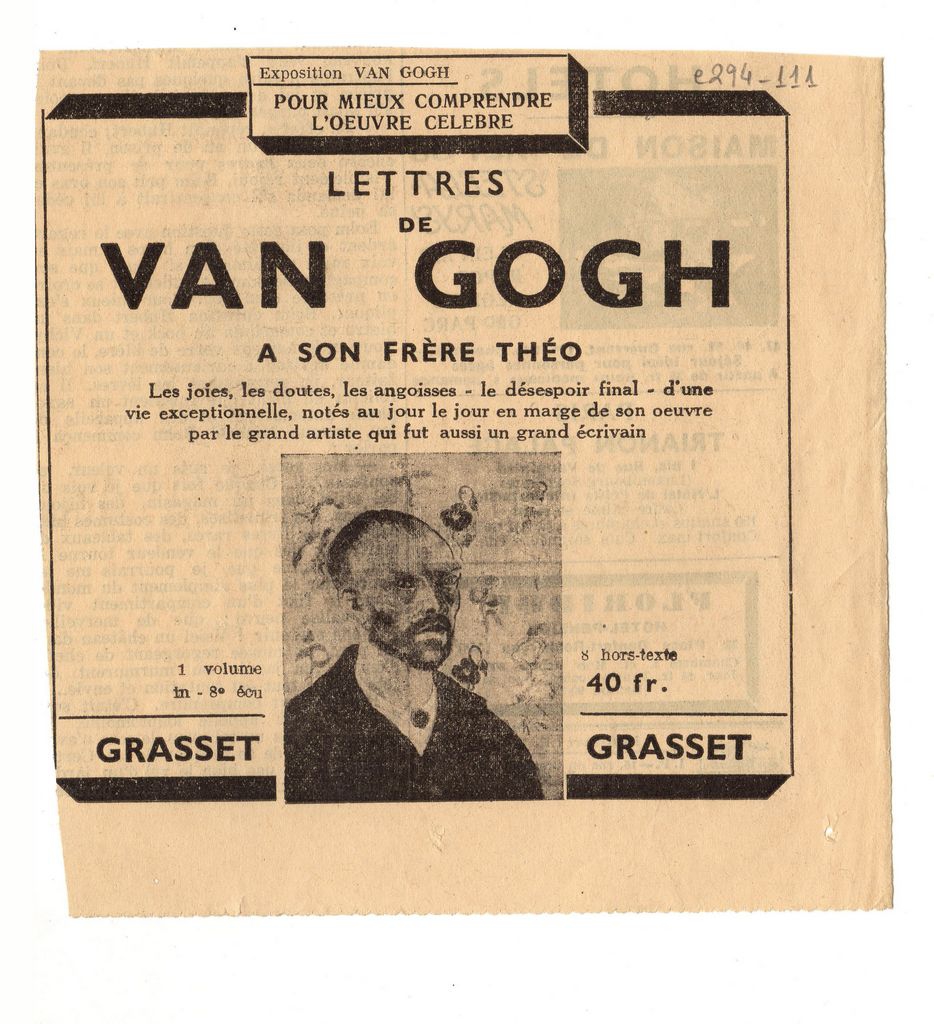 e294-111
Exposition VAN GOGH
POUR MIEUX COMPRENDRE
L'OEUVRE CELEBRE
LETTRES
DE
VAN GOGH
A SON FRÈRE THÉO
Les joies, les doutes, les angoisses - le désespoir final - d'une
vie exceptionnelle, notés au jour le jour en marge de son oeuvre
par le grand artiste qui fut aussi un grand écrivain
1 volume
in - 8º écu
8 hors-texte
40 fr.
GRASSET
GRASSET